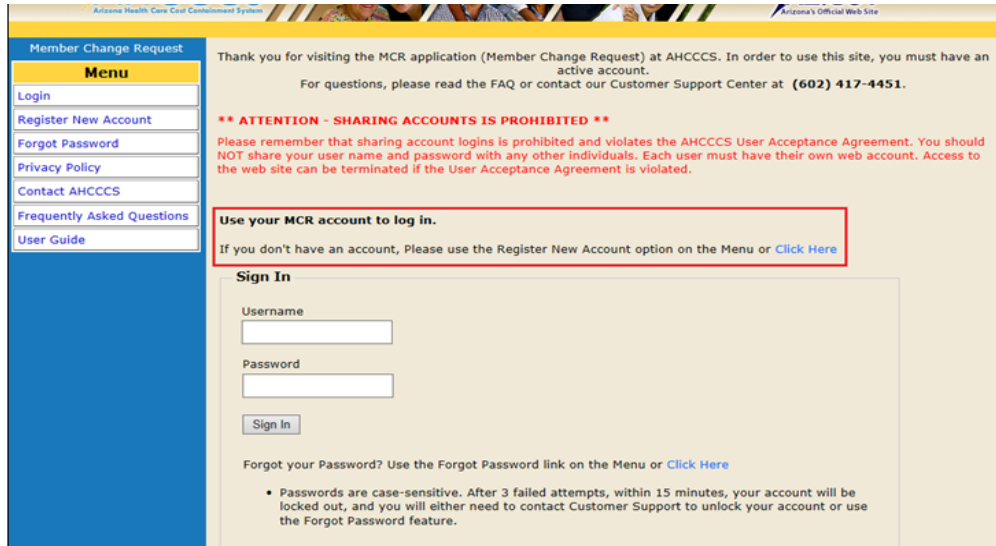 Arizona Health Care Cost Containment System
Arizona's Official Web Site
Member Change Request
Menu
Login
Register New Account
Forgot Password
Privacy Policy
Contact AHCCCS
Frequently Asked Questions
User Guide
Thank you for visiting the MCR application (Member Change Request) at AHCCCS. In order to use this site, you must have an
active account.
For questions, please read the FAQ or contact our Customer Support Center at (602) 417-4451.
** ATTENTION - SHARING ACCOUNTS IS PROHIBITED **
Please remember that sharing account logins is prohibited and violates the AHCCCS User Acceptance Agreement. You should
NOT share your user name and password with any other individuals. Each user must have their own web account. Access to
the web site can be terminated if the User Acceptance Agreement is violated.
Use your MCR account to log in.
If you don't have an account, Please use the Register New Account option on the Menu or Click Here
Sign In
Username
Password
Sign In
Forgot your Password? Use the Forgot Password link on the Menu or Click Here
• Passwords are case-sensitive. After 3 failed attempts, within 15 minutes, your account will be
locked out, and you will either need to contact Customer Support to unlock your account or use
the Forgot Password feature.